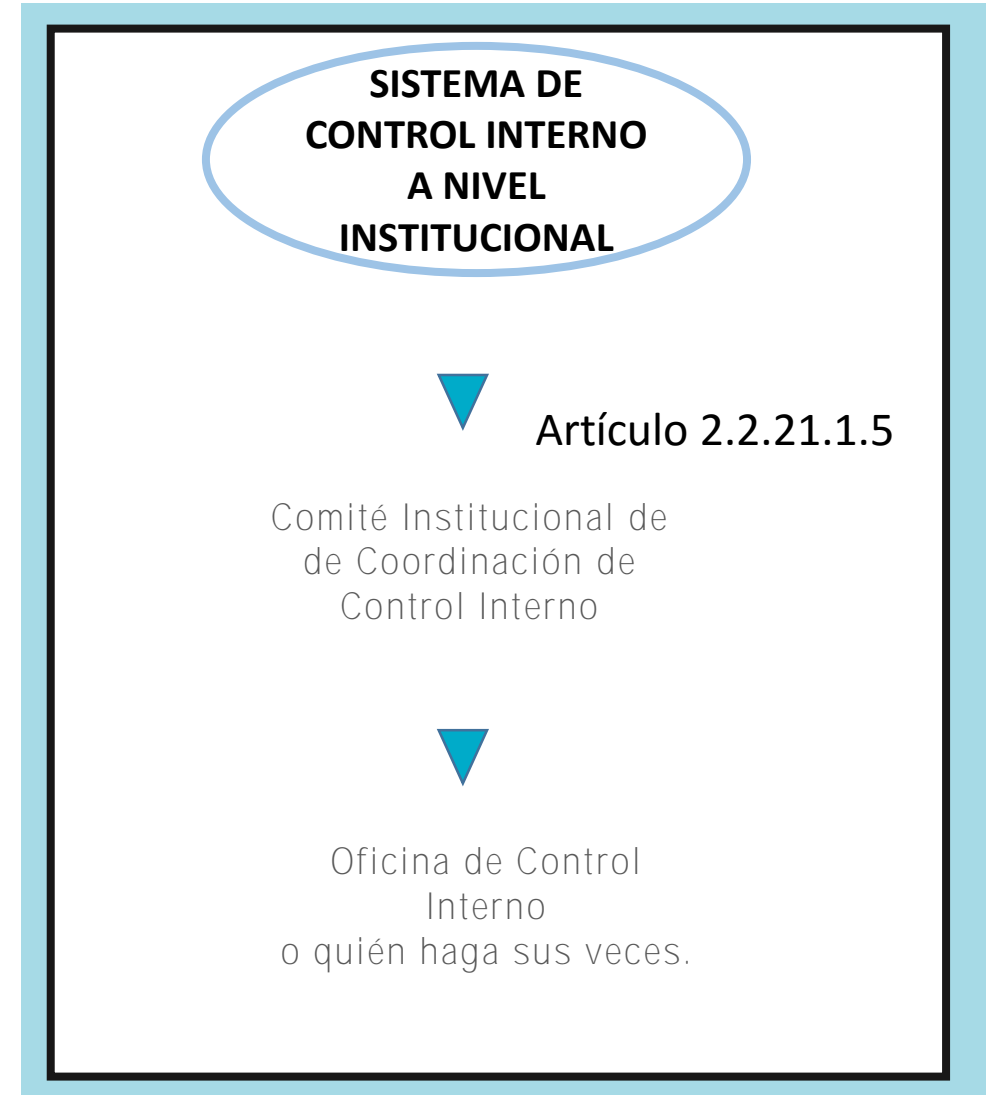 SISTEMA DE
CONTROL INTERNO
A NIVEL
INSTITUCIONAL
Artículo 2.2.21.1.5
Comité Institucional de
de Coordinación de
Control Interno
Oficina de Control
Interno
o quién haga sus veces.